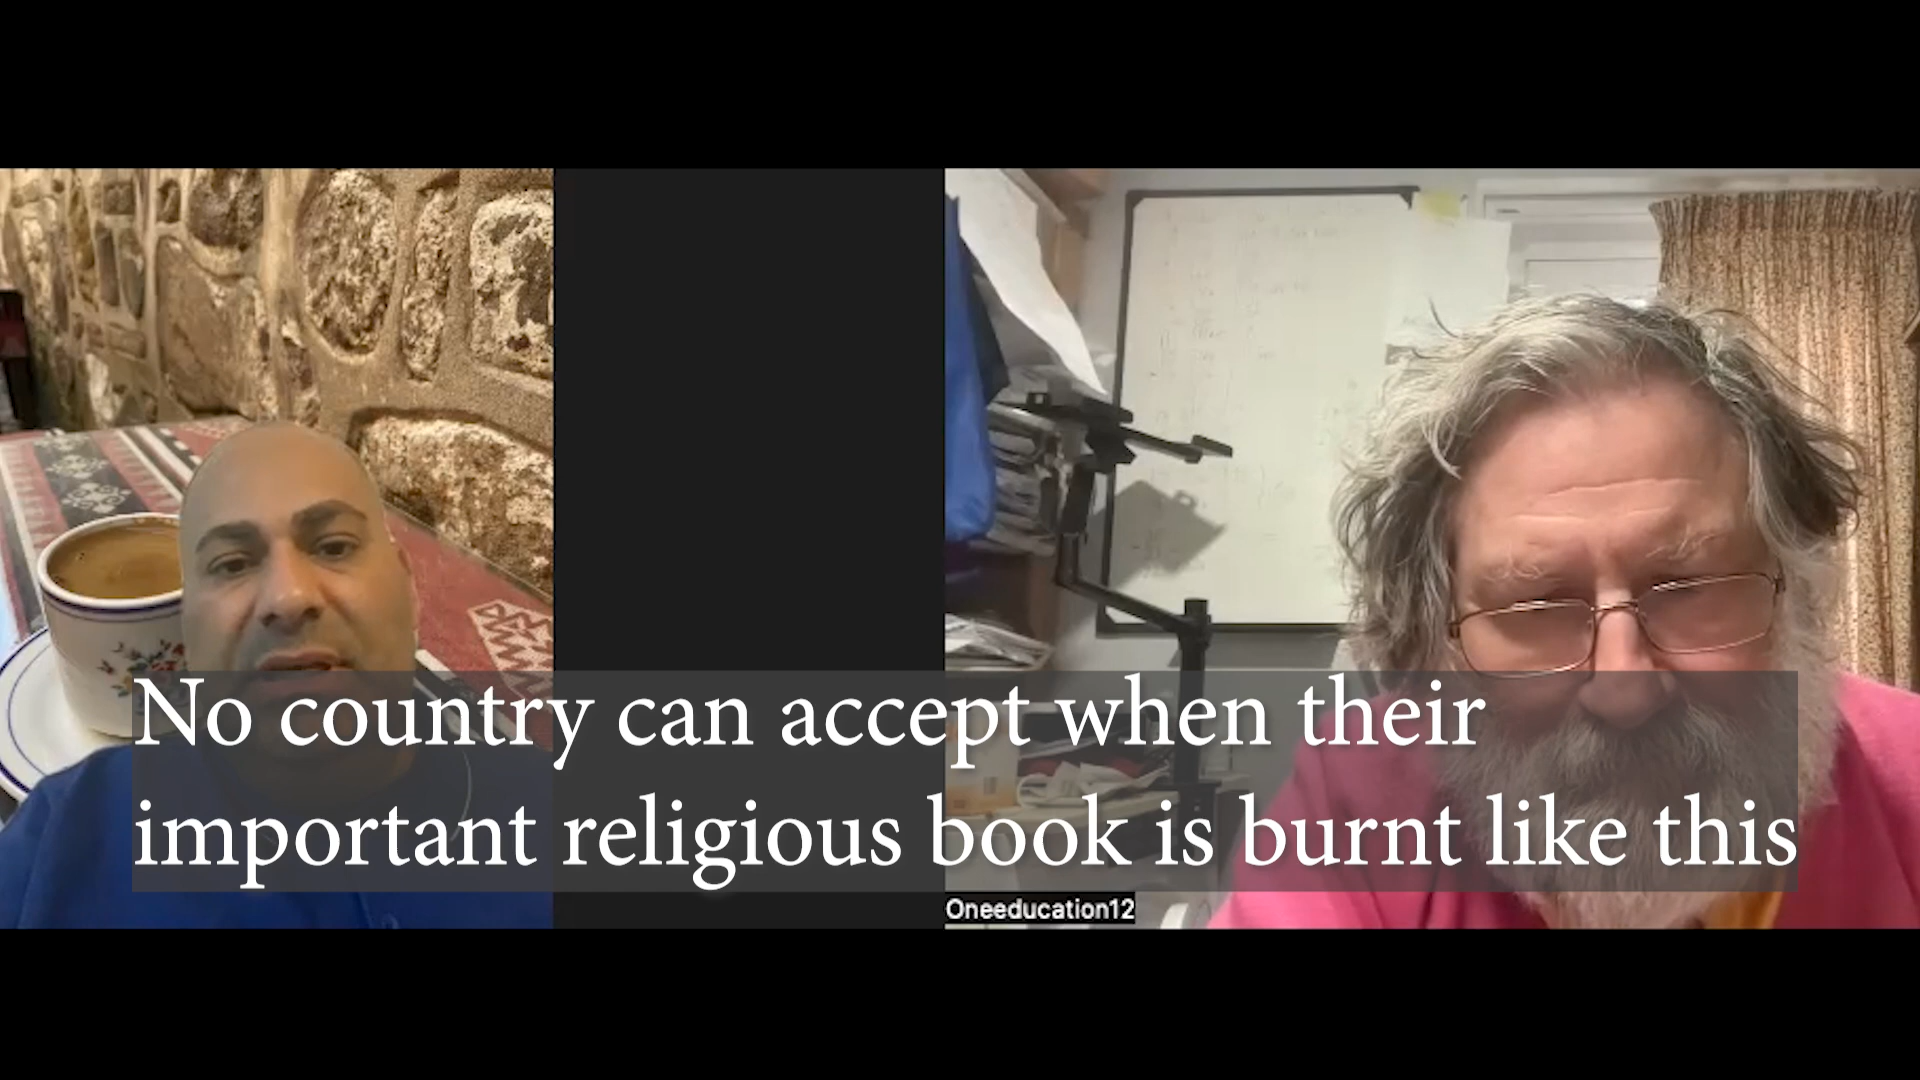 No country can accept when their
important religious book is burnt like this
Oneeducation12